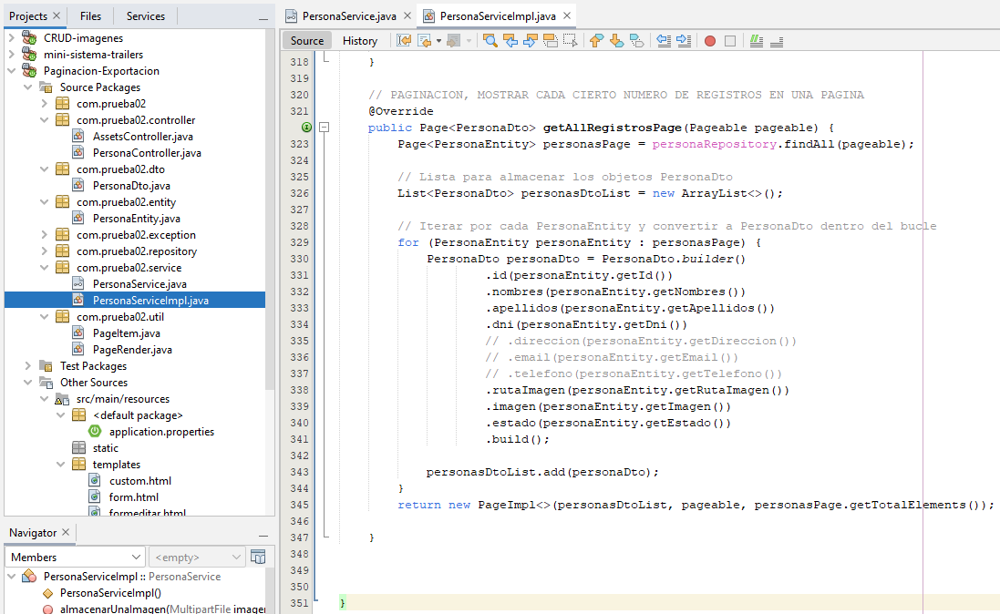 Projects
Files
Services
PersonaService.java
PersonaServiceImpl.java
Source
History
CRUD-imagenes
mini-sistema-trailers
Paginacion-Exportacion
Source Packages
com.prueba02
com.prueba02.controller
AssetsController.java
PersonaController.java
com.prueba02.dto
PersonaDto.java
com.prueba02.entity
PersonaEntity.java
com.prueba02.exception
com.prueba02.repository
com.prueba02.service
PersonaService.java
PersonaServiceImpl.java
com.prueba02.util
PageItem.java
PageRender.java
Test Packages
Other Sources
src/main/resources
<default package>
application.properties
static
templates
custom.html
form.html
formeditar.html
Navigator
Members
<empty>
PersonaServiceImpl :: PersonaService
PersonaServiceImpl()
almacenarUnaImagen(MultipartFile imagen
318 }
319
320 // PAGINACION, MOSTRAR CADA CIERTO NUMERO DE REGISTROS EN UNA PAGINA
321 @Override
public Page<PersonaDto> getAllRegistrosPage(Pageable pageable) {
323 Page<PersonaEntity> personasPage = personaRepository.findAll(pageable);
324
325 // Lista para almacenar los objetos PersonaDto
326 List<PersonaDto> personasDtoList = new ArrayList<>();
327
328 // Iterar por cada PersonaEntity y convertir a PersonaDto dentro del bucle
329 for (PersonaEntity personaEntity : personasPage) {
330 PersonaDto personaDto = PersonaDto.builder()
331 .id(personaEntity.getId())
332 .nombres(personaEntity.getNombres())
333 .apellidos(personaEntity.getApellidos())
334 .dni(personaEntity.getDni())
335 // .direccion(personaEntity.getDireccion())
336 // .email(personaEntity.getEmail())
337 // .telefono(personaEntity.getTelefono())
338 .rutaImagen(personaEntity.getRutaImagen())
339 .imagen(personaEntity.getImagen())
340 .estado(personaEntity.getEstado())
341 .build();
342
343 personasDtoList.add(personaDto);
344 }
345 return new PageImpl<>(personasDtoList, pageable, personasPage.getTotalElements());
346
347 }
348
349
350
351 }